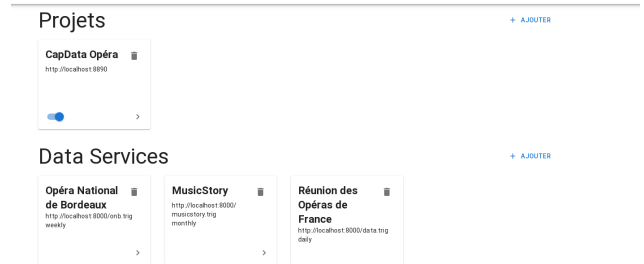 Projets
+ AJOUTER
CapData Opéra
http://localhost:8890
Data Services
+ AJOUTER
Opéra National
de Bordeaux
http://localhost:8000/onb.trig
weekly
MusicStory
http://localhost:8000/
musicstory.trig
monthly
Réunion des
Opéras de
France
http://localhost:8000/data.trig
daily